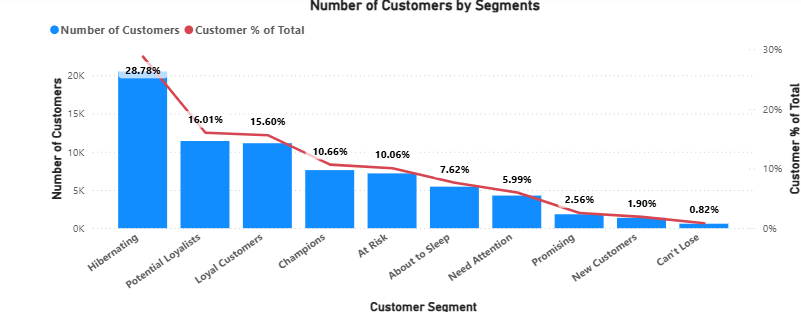 Number of Customers by Segments
Number of Customers Customer % of Total
Number of Customers
20K
15K
10K
5K
0K
28.78%
16.01%
15.60%
10.66%
10.06%
7.62%
5.99%
2.56%
1.90%
0.82%
30%
20%
10%
0%
Customer % of Total
Hibernating
Potential Loyalists
Loyal Customers
Champions
At Risk
About to Sleep
Need Attention
Promising
New Customers
Can't Lose
Customer Segment